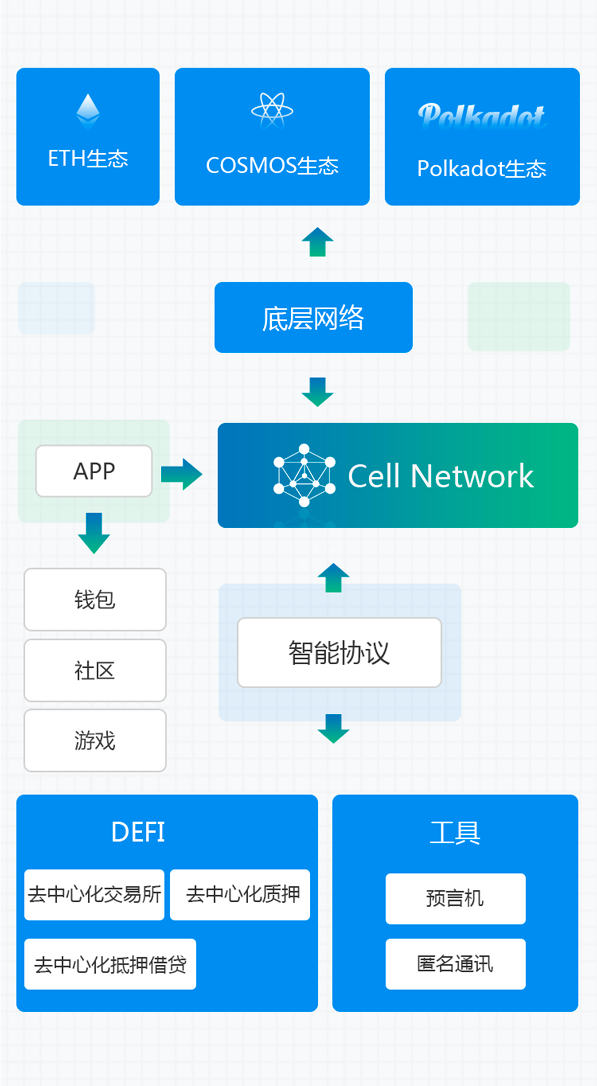 ETH生态
COSMOS生态
Polkadot
Polkadot生态
底层网络
APP
Cell Network
钱包
社区
游戏
智能协议
DEFI
去中心化交易所
去中心化质押
去中心化抵押借贷
工具
预言机
匿名通讯